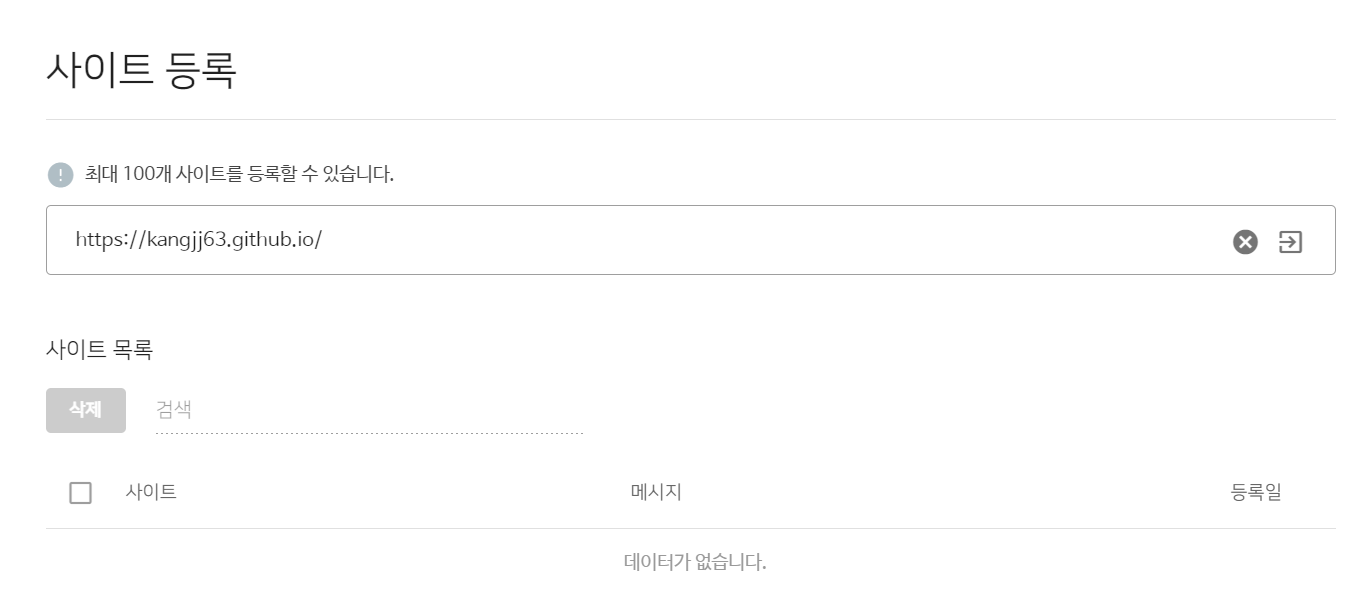 사이트 등록
! 최대 100개 사이트를 등록할 수 있습니다.
https://kangjj63.github.io/
사이트 목록
삭제 검색
사이트 메시지 등록일
데이터가 없습니다.